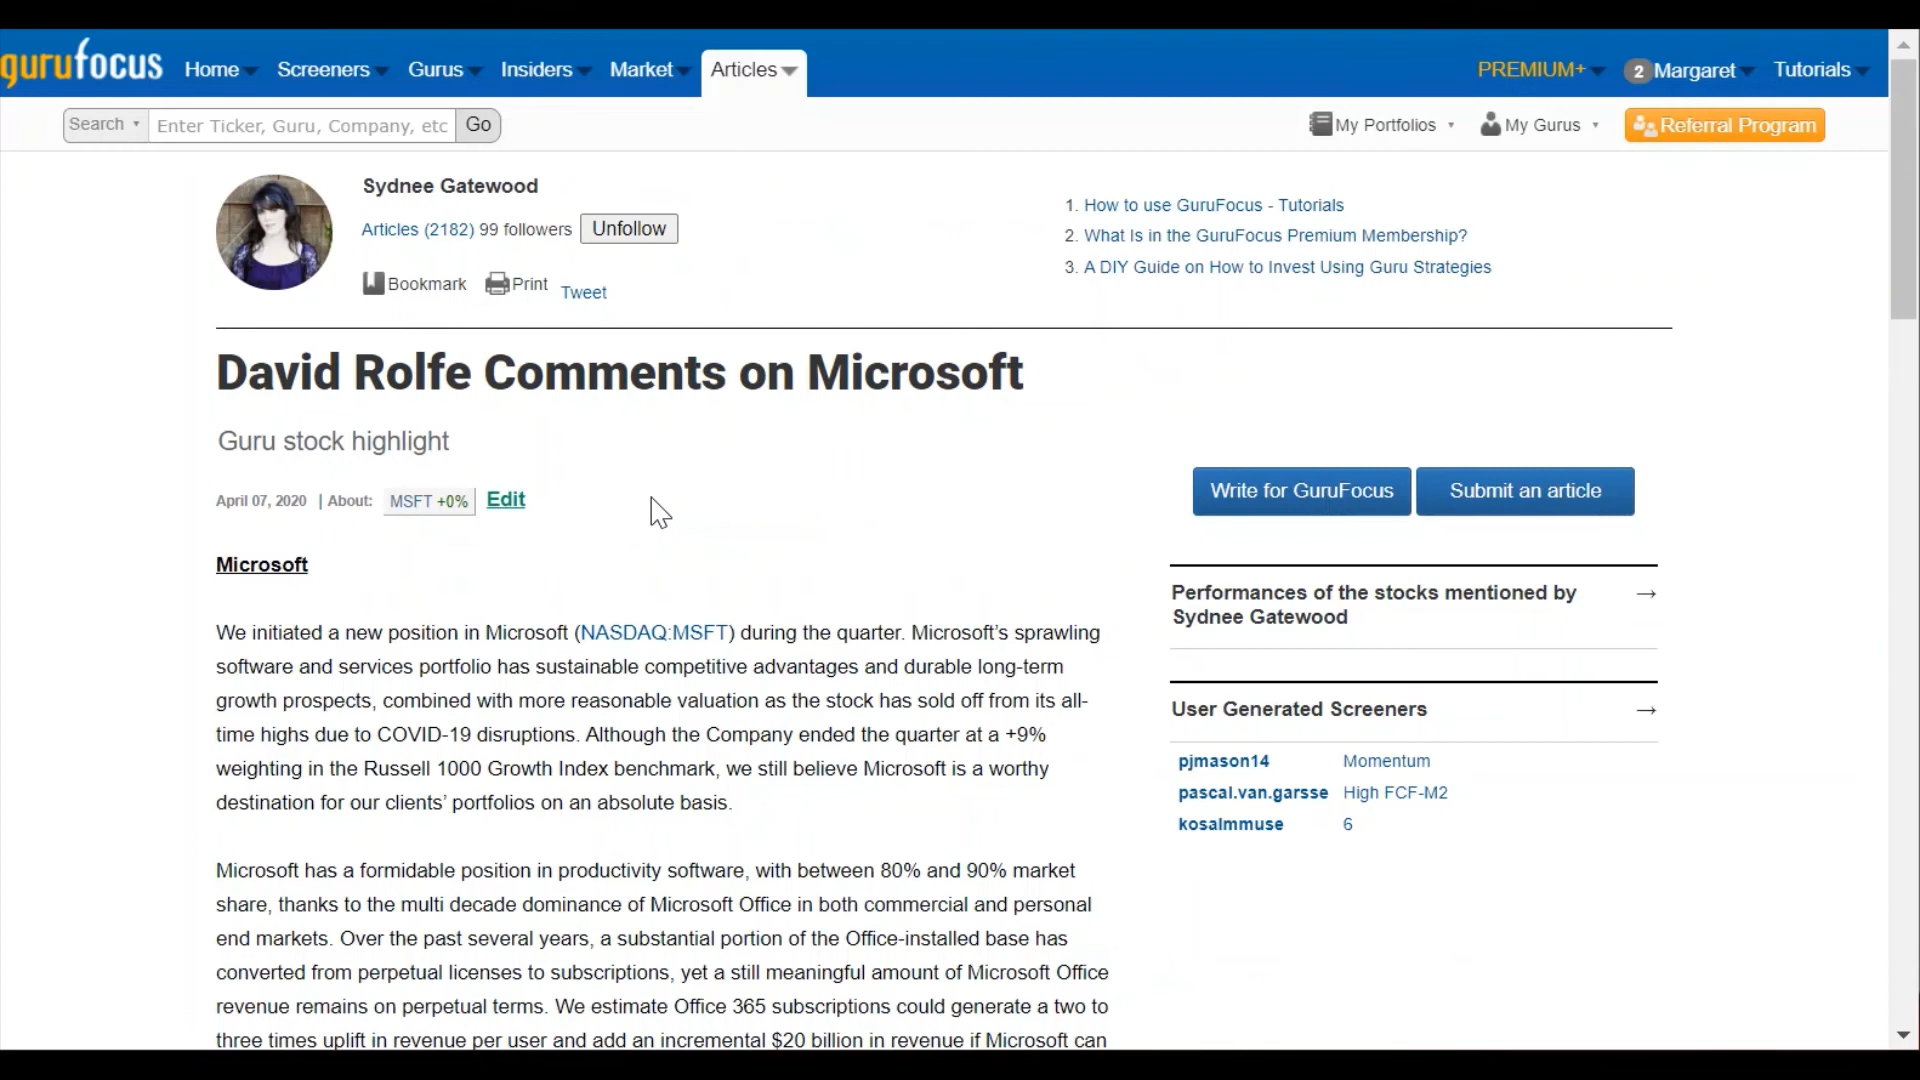 gurufocus Home Screeners Gurus Insiders Market Articles PREMIUM+ 2 Margaret Tutorials
Search Enter Ticker, Guru, Company, etc Go My Portfolios My Gurus Referral Program
Sydnee Gatewood
Articles (2182) 99 followers Unfollow
Bookmark Print Tweet
1. How to use GuruFocus - Tutorials
2. What Is in the GuruFocus Premium Membership?
3. A DIY Guide on How to Invest Using Guru Strategies
David Rolfe Comments on Microsoft
Guru stock highlight
April 07, 2020 | About: MSFT +0% Edit
Microsoft
We initiated a new position in Microsoft (NASDAQ:MSFT) during the quarter. Microsoft's sprawling
software and services portfolio has sustainable competitive advantages and durable long-term
growth prospects, combined with more reasonable valuation as the stock has sold off from its all-
time highs due to COVID-19 disruptions. Although the Company ended the quarter at a +9%
weighting in the Russell 1000 Growth Index benchmark, we still believe Microsoft is a worthy
destination for our clients' portfolios on an absolute basis.
Microsoft has a formidable position in productivity software, with between 80% and 90% market
share, thanks to the multi decade dominance of Microsoft Office in both commercial and personal
end markets. Over the past several years, a substantial portion of the Office-installed base has
converted from perpetual licenses to subscriptions, yet a still meaningful amount of Microsoft Office
revenue remains on perpetual terms. We estimate Office 365 subscriptions could generate a two to
three times uplift in revenue per user and add an incremental $20 billion in revenue if Microsoft can
Write for GuruFocus Submit an article
Performances of the stocks mentioned by →
Sydnee Gatewood
User Generated Screeners →
pjmason14 Momentum
pascal.van.garsse High FCF-M2
kosalmmuse 6